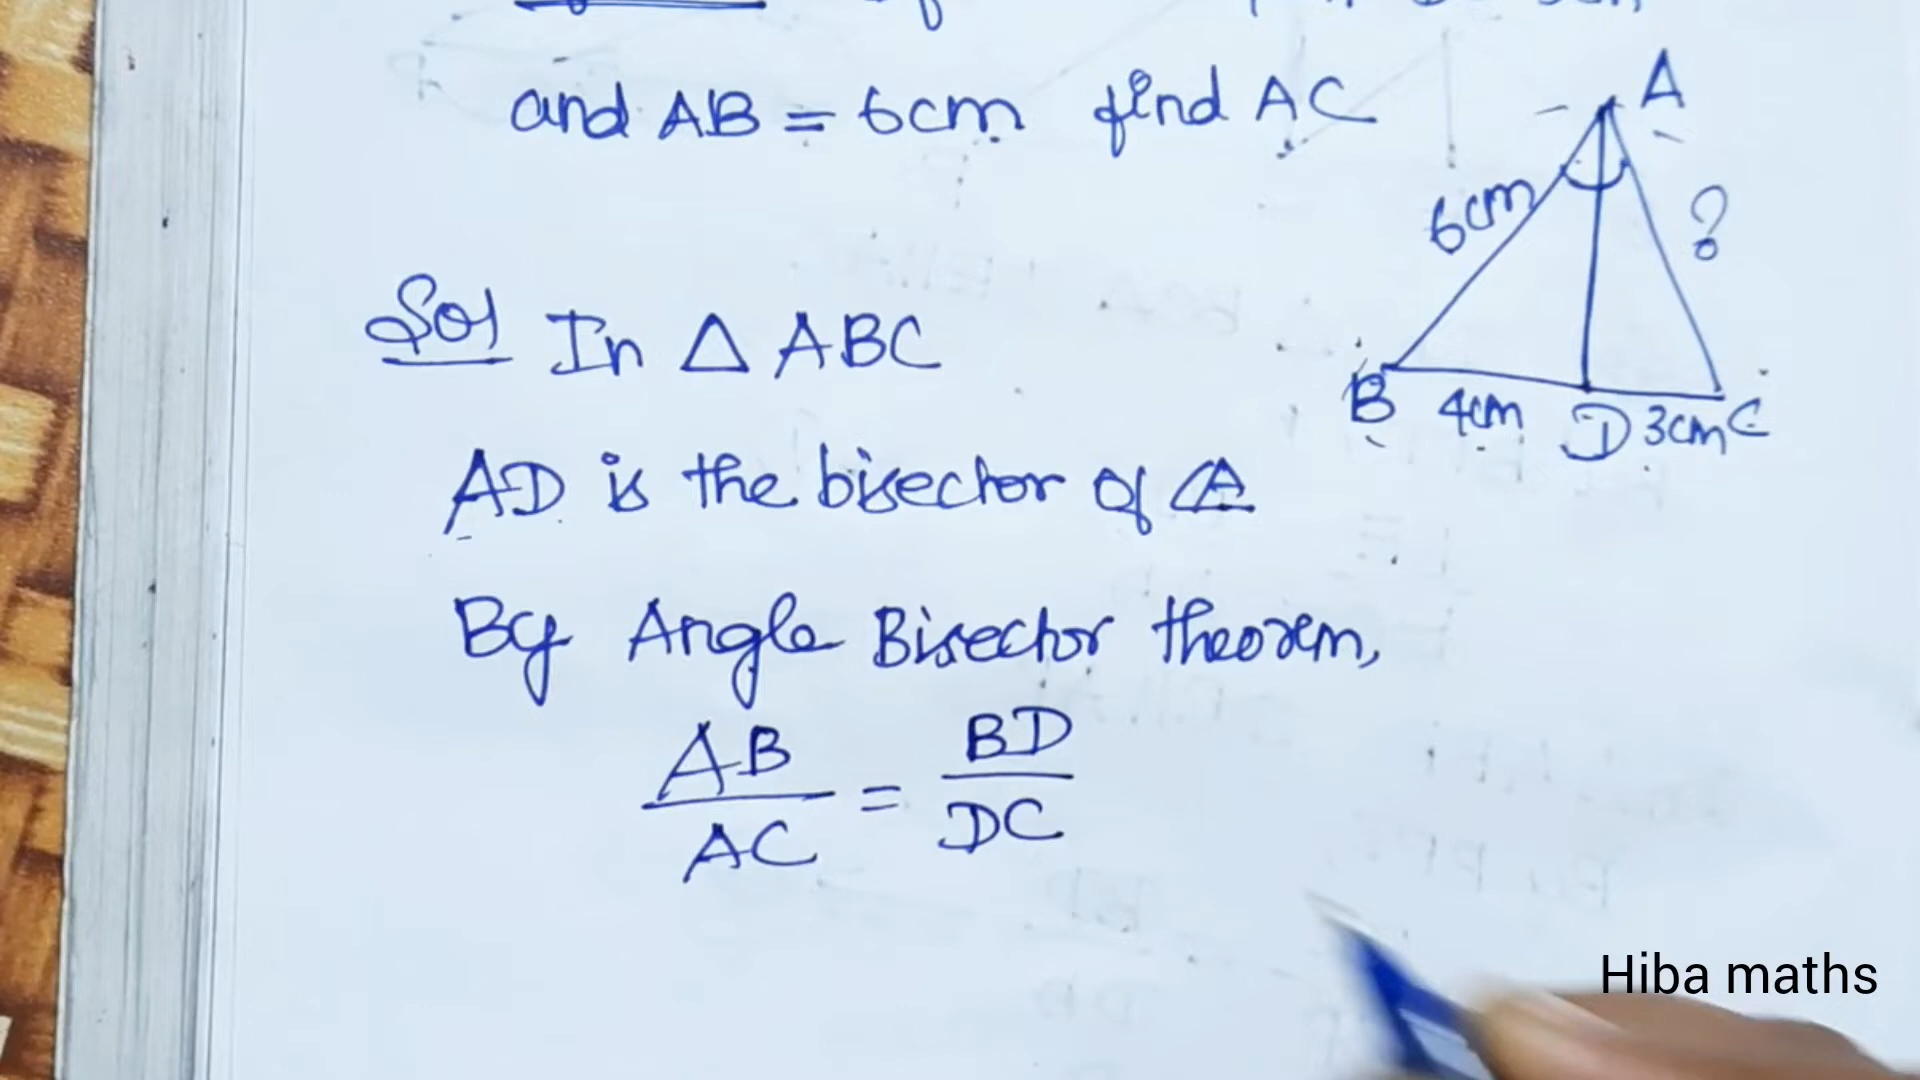 and AB = 6cm find AC
A
6cm
?
B 4cm D 3cm C
Sol In △ ABC
AD is the bisector of ∠A
By Angle Bisector theorem,
AB/AC = BD/DC
Hiba maths